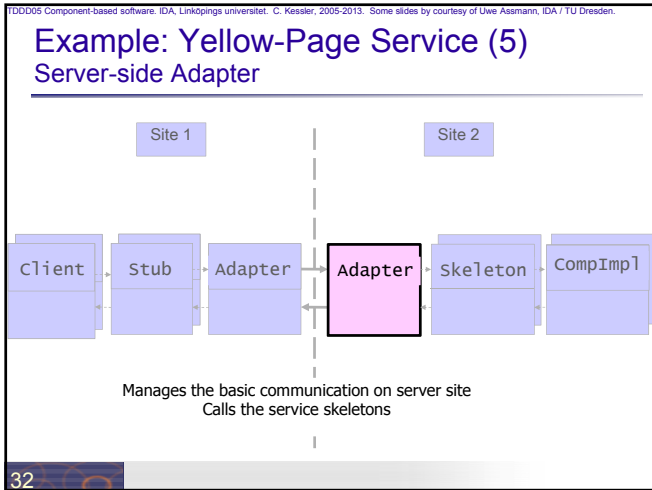 TDDD05 Component-based software. IDA, Linköpings universitet. C. Kessler, 2005-2013. Some slides by courtesy of Uwe Assmann, IDA / TU Dresden.
Example: Yellow-Page Service (5)
Server-side Adapter
Site 1
Site 2
Client
Stub
Adapter
Adapter
Skeleton
CompImpl
Manages the basic communication on server site
Calls the service skeletons
32